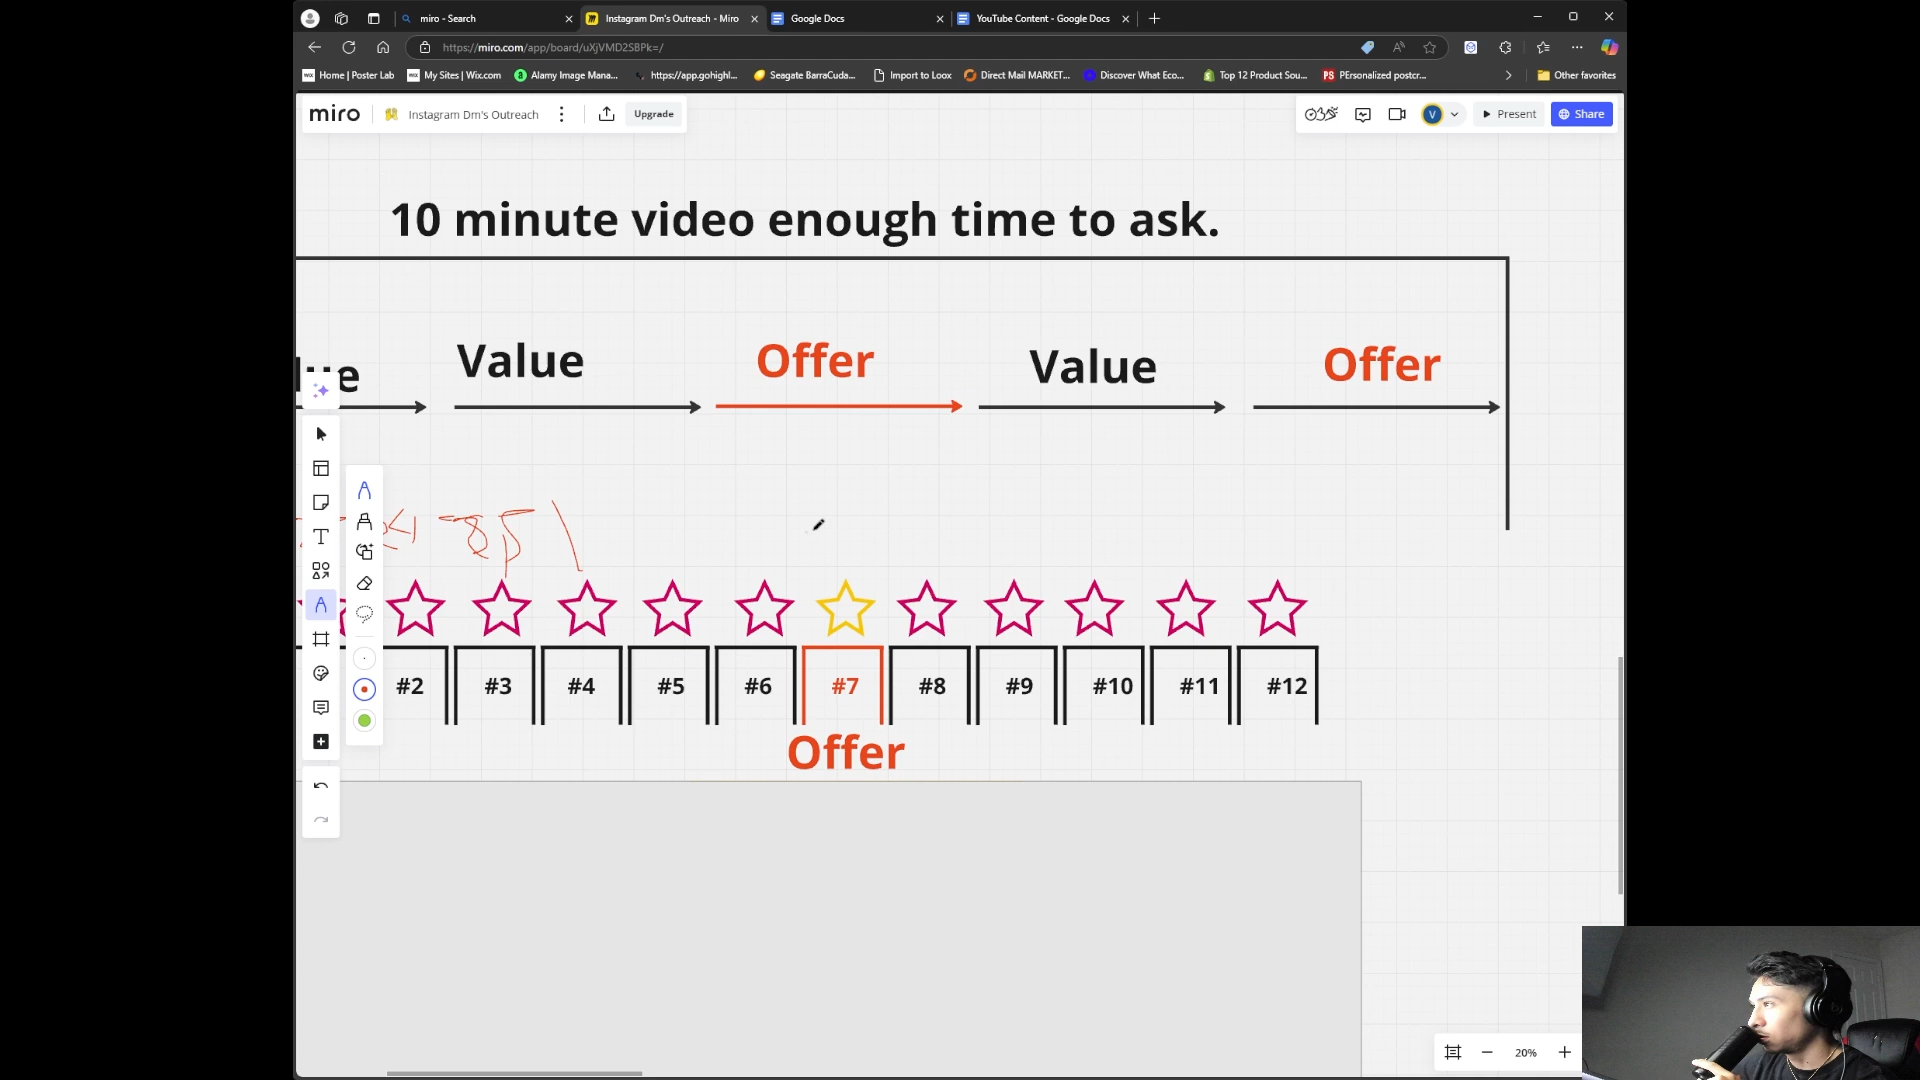 miro - Search
Instagram Dm's Outreach - Miro
Google Docs
YouTube Content - Google Docs
https://miro.com/app/board/uXjVMD2SBPk=/
Home | Poster Lab
My Sites | Wix.com
Alamy Image Mana...
https://app.gohighl...
Seagate BarraCuda...
Import to Loox
Direct Mail MARKET...
Discover What Eco...
Top 12 Product Sou...
PErsonalized postcr...
Other favorites
miro
Instagram Dm's Outreach
Upgrade
V
Present
Share
10 minute video enough time to ask.
Value
Offer
Value
Offer
#2
#3
#4
#5
#6
#7
#8
#9
#10
#11
#12
Offer
20%